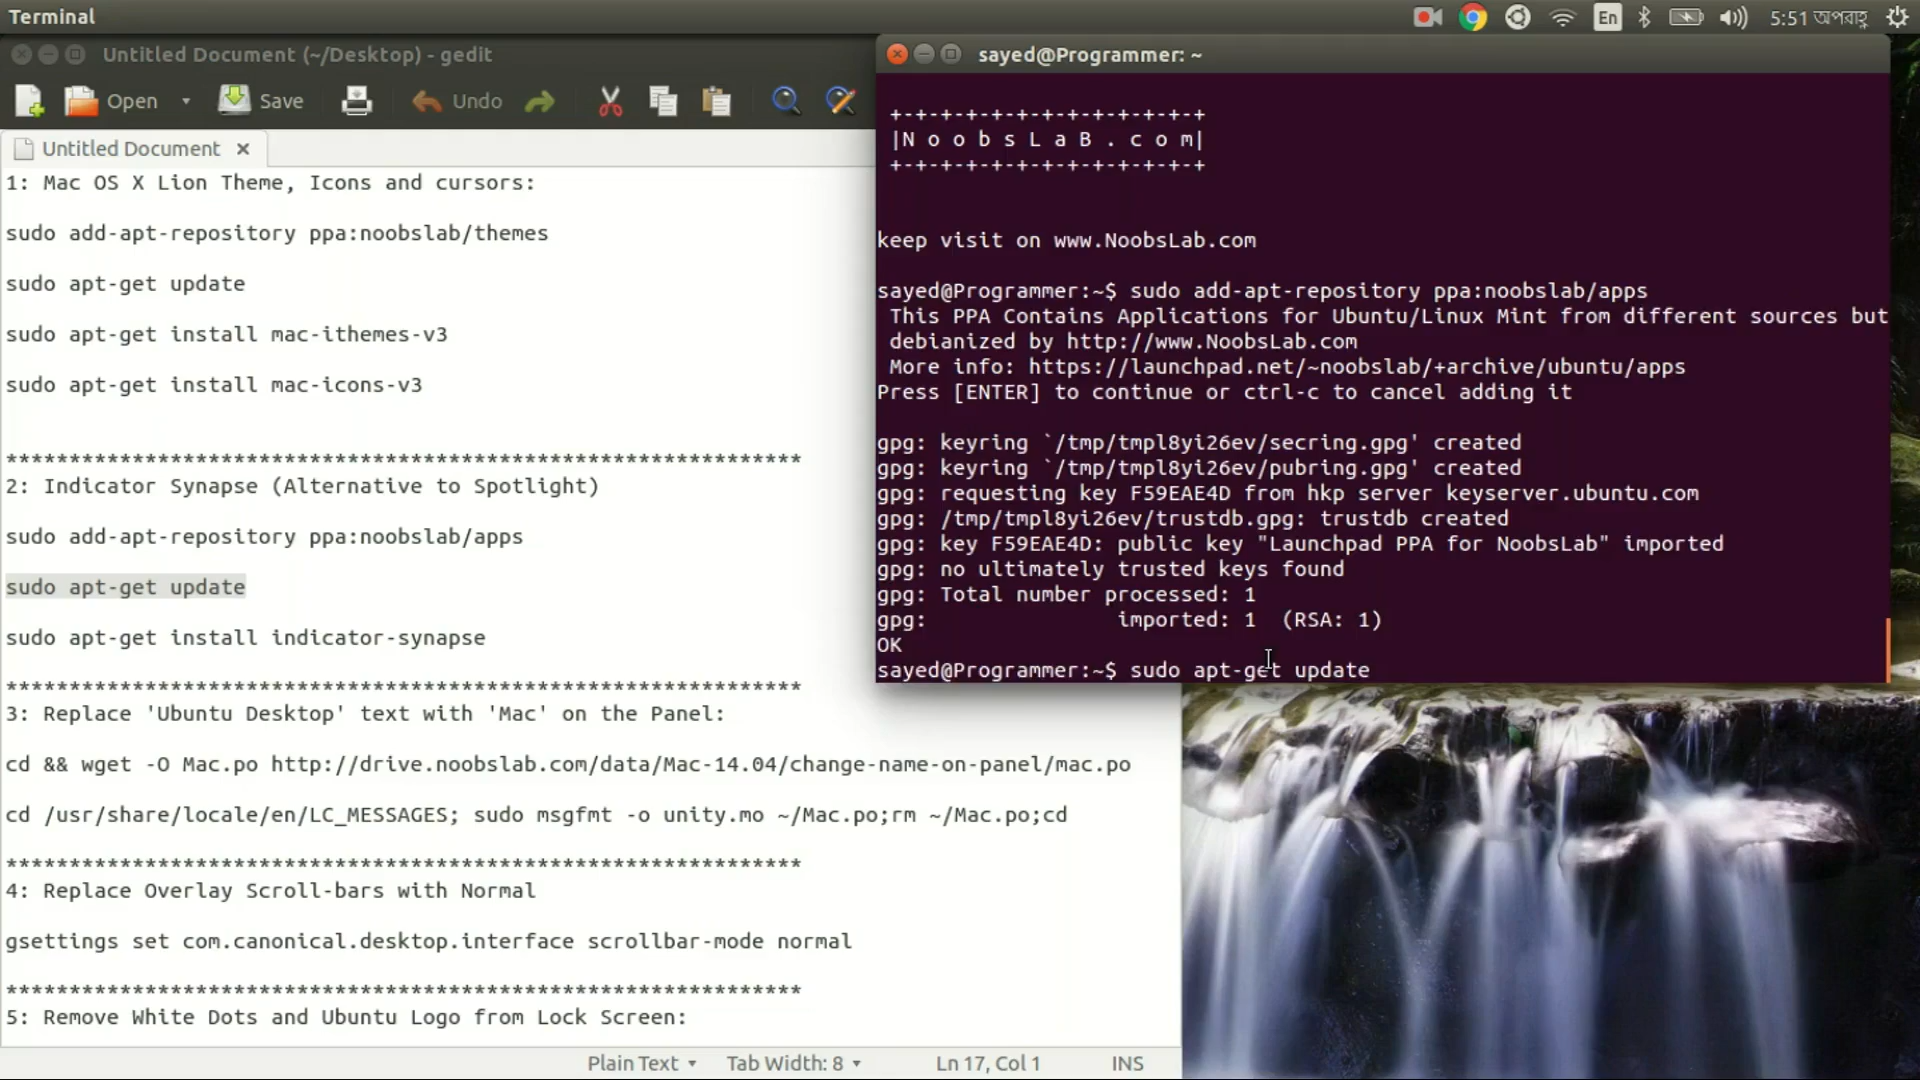 Terminal
En
5:51 অপরাহ্ণ
Untitled Document (~/Desktop) - gedit
Open
Save
Undo
Untitled Document
1: Mac OS X Lion Theme, Icons and cursors:
sudo add-apt-repository ppa:noobslab/themes
sudo apt-get update
sudo apt-get install mac-ithemes-v3
sudo apt-get install mac-icons-v3
***************************************************************
2: Indicator Synapse (Alternative to Spotlight)
sudo add-apt-repository ppa:noobslab/apps
sudo apt-get update
sudo apt-get install indicator-synapse
***************************************************************
3: Replace 'Ubuntu Desktop' text with 'Mac' on the Panel:
cd && wget -O Mac.po http://drive.noobslab.com/data/Mac-14.04/change-name-on-panel/mac.po
cd /usr/share/locale/en/LC_MESSAGES; sudo msgfmt -o unity.mo ~/Mac.po;rm ~/Mac.po;cd
***************************************************************
4: Replace Overlay Scroll-bars with Normal
gsettings set com.canonical.desktop.interface scrollbar-mode normal
***************************************************************
5: Remove White Dots and Ubuntu Logo from Lock Screen:
Plain Text
Tab Width: 8
Ln 17, Col 1
INS
sayed@Programmer: ~
+-+-+-+-+-+-+-+-+-+-+-+-+
|N o o b s L a B . c o m|
+-+-+-+-+-+-+-+-+-+-+-+-+
keep visit on www.NoobsLab.com
sayed@Programmer:~$ sudo add-apt-repository ppa:noobslab/apps
This PPA Contains Applications for Ubuntu/Linux Mint from different sources but
debianized by http://www.NoobsLab.com
More info: https://launchpad.net/~noobslab/+archive/ubuntu/apps
Press [ENTER] to continue or ctrl-c to cancel adding it
gpg: keyring `/tmp/tmpl8yi26ev/secring.gpg' created
gpg: keyring `/tmp/tmpl8yi26ev/pubring.gpg' created
gpg: requesting key F59EAE4D from hkp server keyserver.ubuntu.com
gpg: /tmp/tmpl8yi26ev/trustdb.gpg: trustdb created
gpg: key F59EAE4D: public key "Launchpad PPA for NoobsLab" imported
gpg: no ultimately trusted keys found
gpg: Total number processed: 1
gpg: imported: 1 (RSA: 1)
OK
sayed@Programmer:~$ sudo apt-get update